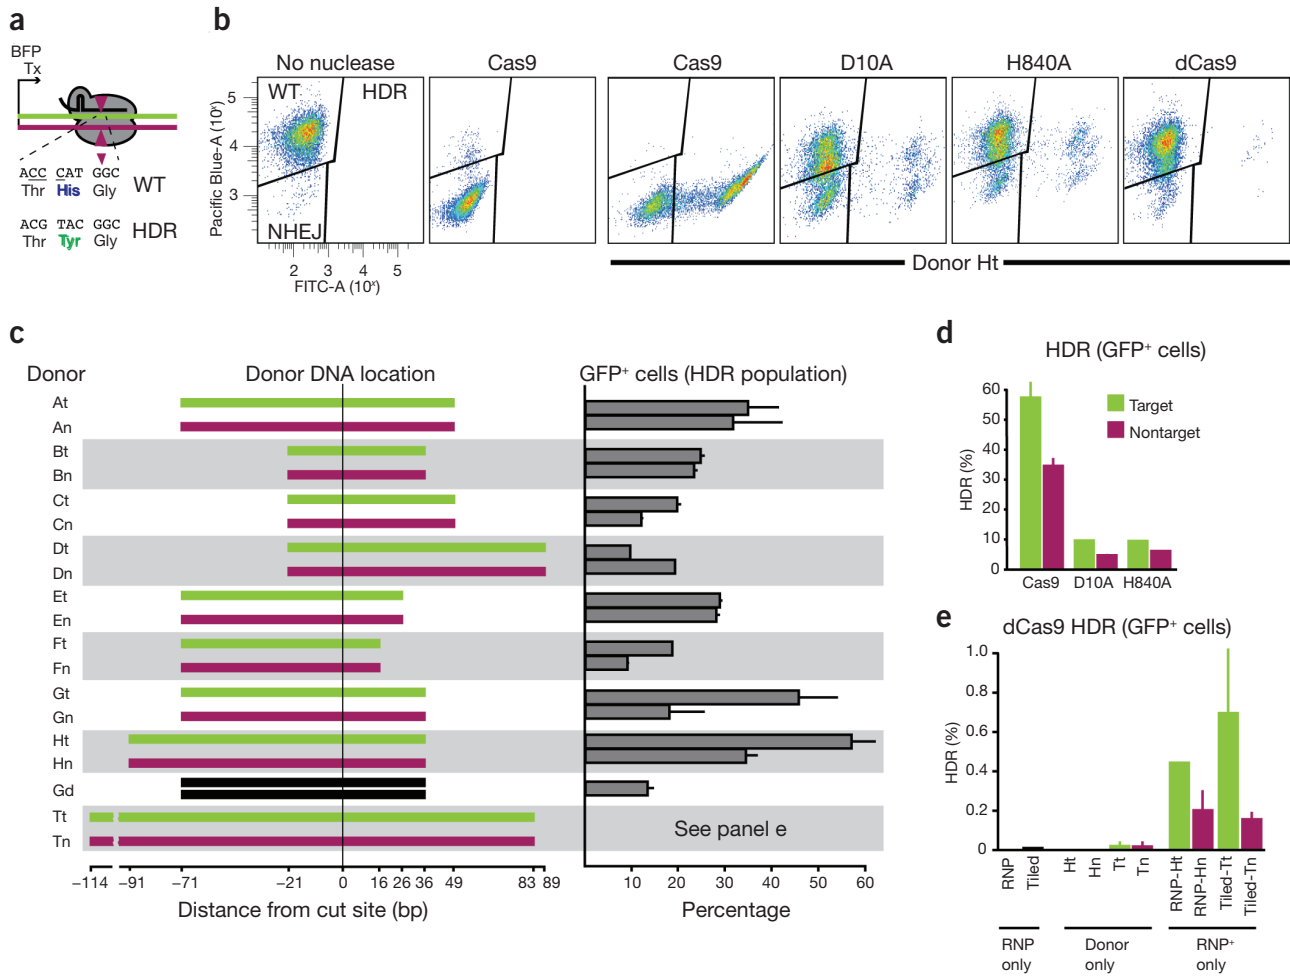 a
BFP
Tx
ACC CAT GGC
Thr His Gly
WT
ACG TAC GGC
Thr Tyr Gly
HDR
b
No nuclease
Cas9
Cas9
D10A
H840A
dCas9
WT
HDR
NHEJ
Pacific Blue-A (10ˣ)
5
4
3
2 3 4 5
FITC-A (10ˣ)
Donor Ht
c
Donor
Donor DNA location
GFP⁺ cells (HDR population)
At
An
Bt
Bn
Ct
Cn
Dt
Dn
Et
En
Ft
Fn
Gt
Gn
Ht
Hn
Gd
Tt
Tn
See panel e
−114 −91 −71 −21 0 16 26 36 49 83 89
Distance from cut site (bp)
10 20 30 40 50 60
Percentage
d
HDR (GFP⁺ cells)
HDR (%)
60
50
40
30
20
10
0
Target
Nontarget
Cas9 D10A H840A
e
dCas9 HDR (GFP⁺ cells)
HDR (%)
1.0
0.8
0.6
0.4
0.2
0
RNP
Tiled
Ht
Hn
Tt
Tn
RNP-Ht
RNP-Hn
Tiled-Tt
Tiled-Tn
RNP
only
Donor
only
RNP⁺
only